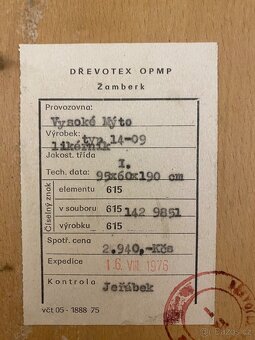 DŘEVOTEX OPMP
Žamberk
Provozovna:
Vysoké Mýto
Výrobek: typ 14-09
likérník
Jakost. třída I.
Tech. data: 95x60x190 cm
Číselný znak
elementu 615
v souboru 615 142 9851
výrobku 615
Spotř. cena 2.940,-Kčs
Expedice 16. VII. 1976
Kontrola Jeřábek
včt 05 - 1888 75